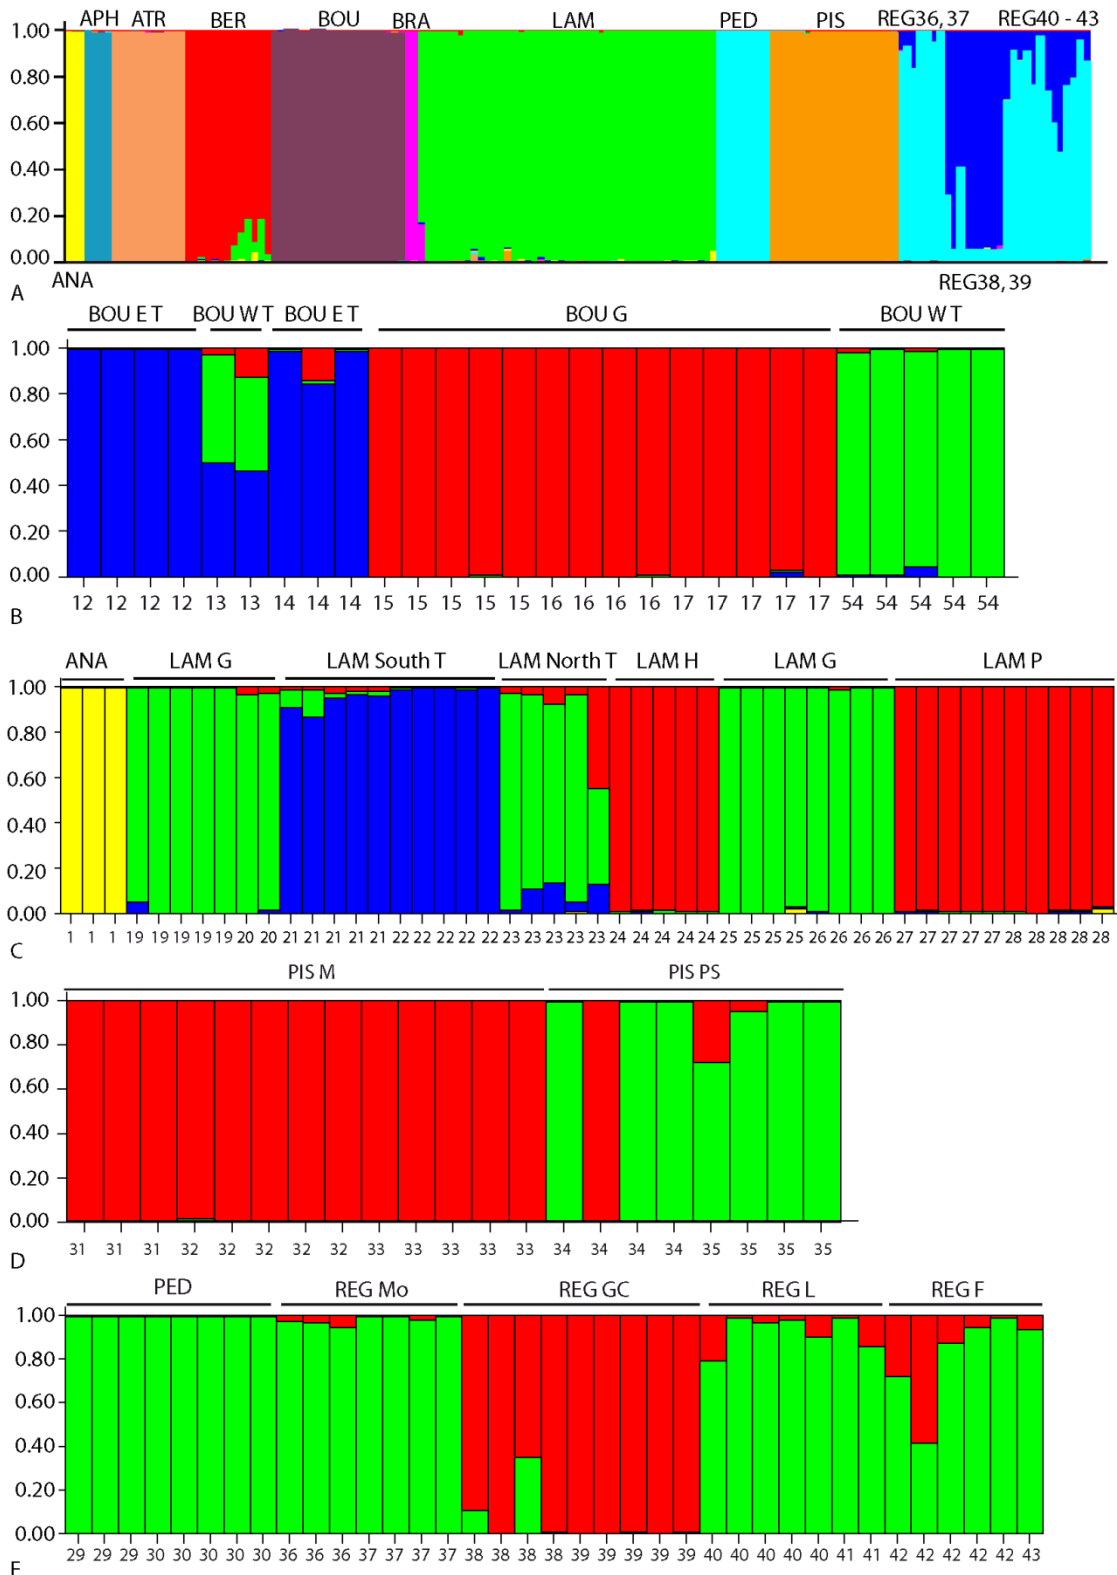 APH ATR BER BOU BRA LAM PED PIS REG36, 37 REG40 - 43
1.00
0.80
0.60
0.40
0.20
0.00
ANA REG38, 39
A
BOU E T BOU W T BOU E T BOU G BOU W T
1.00
0.80
0.60
0.40
0.20
0.00
12 12 12 12 13 13 14 14 14 15 15 15 15 15 16 16 16 16 17 17 17 17 17 54 54 54 54 54
B
ANA LAM G LAM South T LAM North T LAM H LAM G LAM P
1.00
0.80
0.60
0.40
0.20
0.00
1 1 1 19 19 19 19 19 20 20 21 21 21 21 21 22 22 22 22 22 23 23 23 23 23 24 24 24 24 24 25 25 25 25 26 26 26 26 27 27 27 27 27 28 28 28 28 28
C
PIS M PIS PS
1.00
0.80
0.60
0.40
0.20
0.00
31 31 31 32 32 32 32 32 33 33 33 33 33 34 34 34 34 35 35 35 35
D
PED REG Mo REG GC REG L REG F
1.00
0.80
0.60
0.40
0.20
0.00
29 29 29 30 30 30 30 30 36 36 36 37 37 37 37 38 38 38 38 39 39 39 39 39 40 40 40 40 40 41 41 42 42 42 42 42 43
E